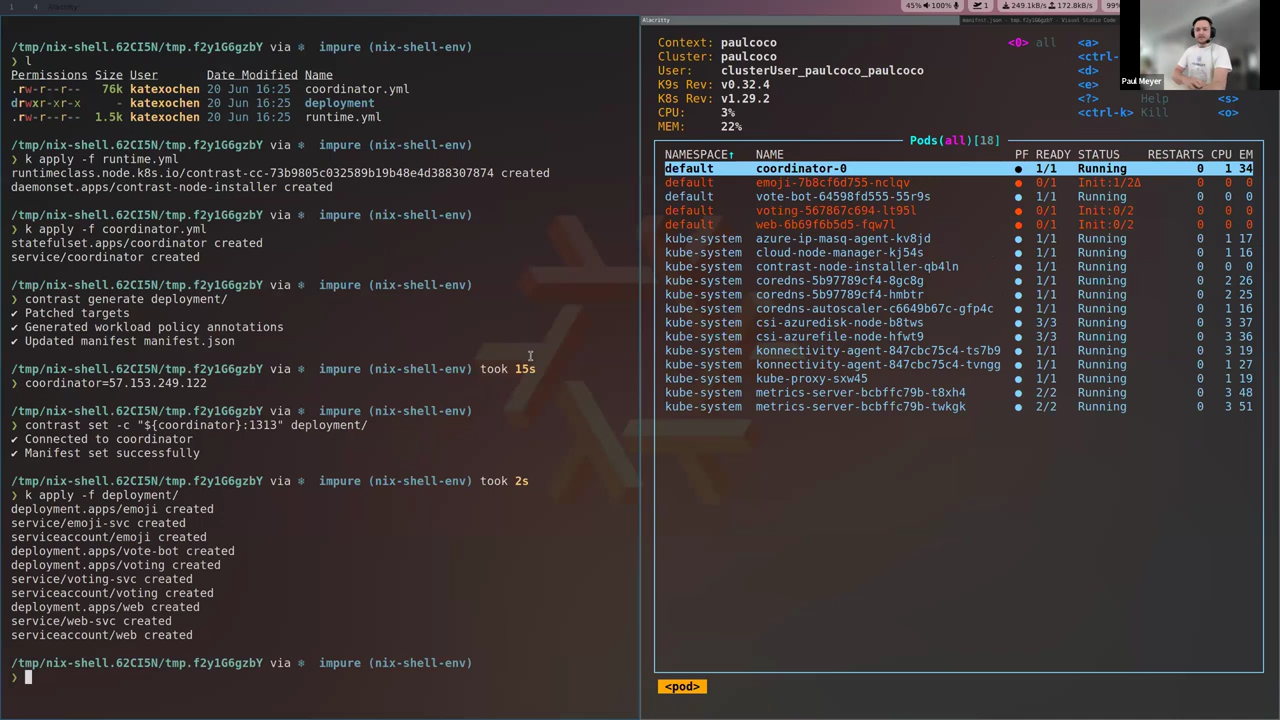 1 4 Alacritty
45% 100% 1 249.1kB/s 172.8kB/s 99%
/tmp/nix-shell.62CI5N/tmp.f2y1G6gzbY via ❄ impure (nix-shell-env)
❯ l
Permissions Size User Date Modified Name
.rw-r--r-- 76k katexochen 20 Jun 16:25 coordinator.yml
drwxr-xr-x - katexochen 20 Jun 16:25 deployment
.rw-r--r-- 1.5k katexochen 20 Jun 16:25 runtime.yml
/tmp/nix-shell.62CI5N/tmp.f2y1G6gzbY via ❄ impure (nix-shell-env)
❯ k apply -f runtime.yml
runtimeclass.node.k8s.io/contrast-cc-73b9805c032589b19b48e4d388307874 created
daemonset.apps/contrast-node-installer created
/tmp/nix-shell.62CI5N/tmp.f2y1G6gzbY via ❄ impure (nix-shell-env)
❯ k apply -f coordinator.yml
statefulset.apps/coordinator created
service/coordinator created
/tmp/nix-shell.62CI5N/tmp.f2y1G6gzbY via ❄ impure (nix-shell-env)
❯ contrast generate deployment/
✔ Patched targets
✔ Generated workload policy annotations
✔ Updated manifest manifest.json
/tmp/nix-shell.62CI5N/tmp.f2y1G6gzbY via ❄ impure (nix-shell-env) took 15s
❯ coordinator=57.153.249.122
/tmp/nix-shell.62CI5N/tmp.f2y1G6gzbY via ❄ impure (nix-shell-env)
❯ contrast set -c "${coordinator}:1313" deployment/
✔ Connected to coordinator
✔ Manifest set successfully
/tmp/nix-shell.62CI5N/tmp.f2y1G6gzbY via ❄ impure (nix-shell-env) took 2s
❯ k apply -f deployment/
deployment.apps/emoji created
service/emoji-svc created
serviceaccount/emoji created
deployment.apps/vote-bot created
deployment.apps/voting created
service/voting-svc created
serviceaccount/voting created
deployment.apps/web created
service/web-svc created
serviceaccount/web created
/tmp/nix-shell.62CI5N/tmp.f2y1G6gzbY via ❄ impure (nix-shell-env)
❯
Alacritty manifest.json - tmp.f2y1G6gzbY - Visual Studio Code
Context: paulcoco <0> all <a>
Cluster: paulcoco <ctrl-
User: clusterUser_paulcoco_paulcoco <d>
K9s Rev: v0.32.4 <e>
K8s Rev: v1.29.2 <?> Help <s>
CPU: 3% <ctrl-k> Kill <o>
MEM: 22%
Paul Meyer
Pods(all)[18]
NAMESPACE↑ NAME PF READY STATUS RESTARTS CPU EM
default coordinator-0 ● 1/1 Running 0 1 34
default emoji-7b8cf6d755-nclqv ● 0/1 Init:1/2Δ 0 0 0
default vote-bot-64598fd555-55r9s ● 1/1 Running 0 0 0
default voting-567867c694-lt95l ● 0/1 Init:0/2 0 0 0
default web-6b69f6b5d5-fqw7l ● 0/1 Init:0/2 0 0 0
kube-system azure-ip-masq-agent-kv8jd ● 1/1 Running 0 1 17
kube-system cloud-node-manager-kj54s ● 1/1 Running 0 1 16
kube-system contrast-node-installer-qb4ln ● 1/1 Running 0 0 0
kube-system coredns-5b97789cf4-8gc8g ● 1/1 Running 0 2 26
kube-system coredns-5b97789cf4-hmbtr ● 1/1 Running 0 2 25
kube-system coredns-autoscaler-c6649b67c-gfp4c ● 1/1 Running 0 1 16
kube-system csi-azuredisk-node-b8tws ● 3/3 Running 0 3 37
kube-system csi-azurefile-node-hfwt9 ● 3/3 Running 0 3 36
kube-system konnectivity-agent-847cbc75c4-ts7b9 ● 1/1 Running 0 3 19
kube-system konnectivity-agent-847cbc75c4-tvngg ● 1/1 Running 0 1 27
kube-system kube-proxy-sxw45 ● 1/1 Running 0 1 19
kube-system metrics-server-bcbffc79b-t8xh4 ● 2/2 Running 0 3 48
kube-system metrics-server-bcbffc79b-twkgk ● 2/2 Running 0 3 51
<pod>